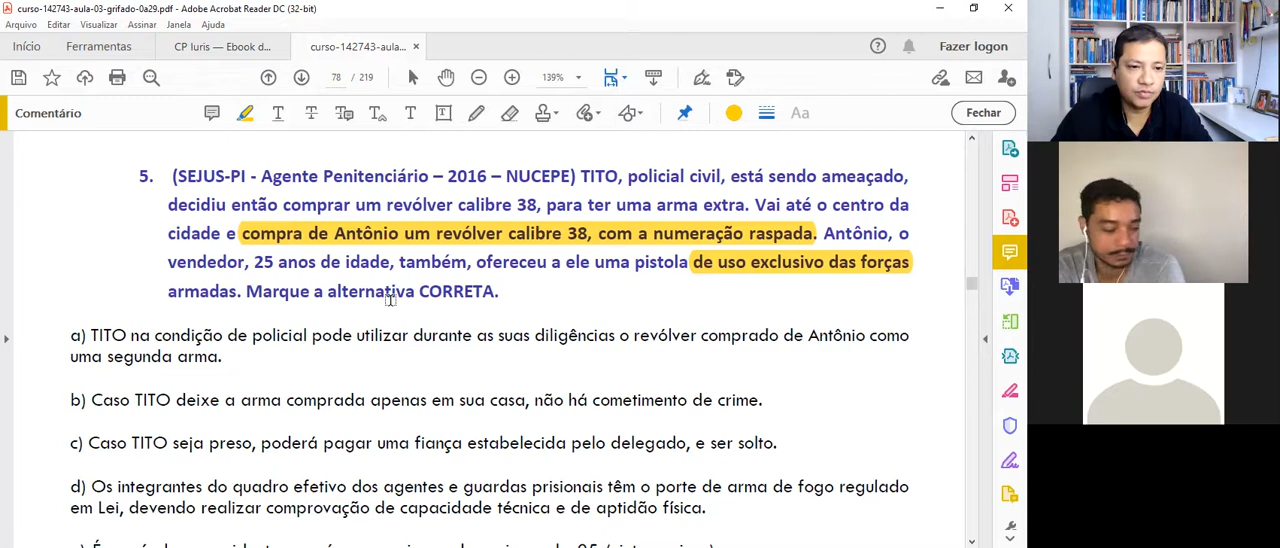 curso-142743-aula-03-grifado-0a29.pdf - Adobe Acrobat Reader DC (32-bit)
Arquivo Editar Visualizar Assinar Janela Ajuda
Início Ferramentas CP Iuris — Ebook d... curso-142743-aula... × Fazer logon
78 / 219 139%
Comentário Aa Fechar
5. (SEJUS-PI - Agente Penitenciário – 2016 – NUCEPE) TITO, policial civil, está sendo ameaçado,
decidiu então comprar um revólver calibre 38, para ter uma arma extra. Vai até o centro da
cidade e compra de Antônio um revólver calibre 38, com a numeração raspada. Antônio, o
vendedor, 25 anos de idade, também, ofereceu a ele uma pistola de uso exclusivo das forças
armadas. Marque a alternativa CORRETA.
a) TITO na condição de policial pode utilizar durante as suas diligências o revólver comprado de Antônio como
uma segunda arma.
b) Caso TITO deixe a arma comprada apenas em sua casa, não há cometimento de crime.
c) Caso TITO seja preso, poderá pagar uma fiança estabelecida pelo delegado, e ser solto.
d) Os integrantes do quadro efetivo dos agentes e guardas prisionais têm o porte de arma de fogo regulado
em Lei, devendo realizar comprovação de capacidade técnica e de aptidão física.